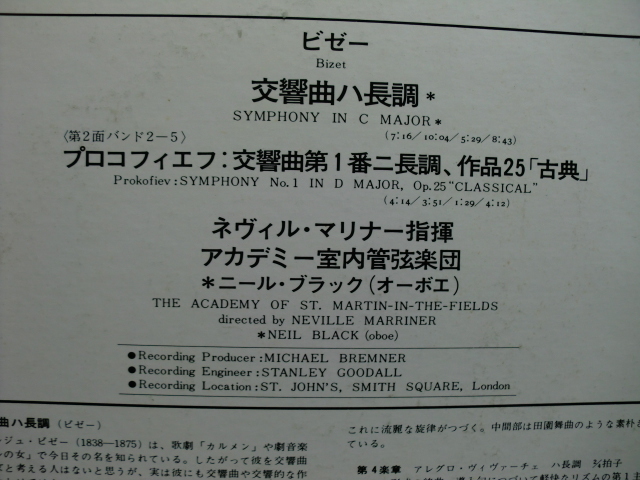 ビゼー
Bizet
交響曲ハ長調*
SYMPHONY IN C MAJOR*
(7:16/10:04/5:29/8:43)
〈第2面バンド2−5〉
プロコフィエフ:交響曲第1番ニ長調、作品25「古典」
Prokofiev:SYMPHONY No.1 IN D MAJOR, Op.25 "CLASSICAL"
(4:14/3:51/1:29/4:12)
ネヴィル・マリナー指揮
アカデミー室内管弦楽団
*ニール・ブラック(オーボエ)
THE ACADEMY OF ST. MARTIN-IN-THE-FIELDS
directed by NEVILLE MARRINER
*NEIL BLACK (oboe)
●Recording Producer:MICHAEL BREMNER
●Recording Engineer:STANLEY GOODALL
●Recording Location:ST. JOHN'S, SMITH SQUARE, London
曲ハ長調(ビゼー)
ジュ・ビゼー(1838—1875)は、歌劇「カルメン」や劇音楽
の女」で今日その名を知られている。したがって彼を交響曲
と考える人はないと思うが、実は彼にも交響曲や交響的な作
これに流麗な旋律がつづく。中間部は田園舞曲のような素朴
ている。
第4楽章 アレグロ・ヴィヴァーチェ ハ長調 2/4拍子